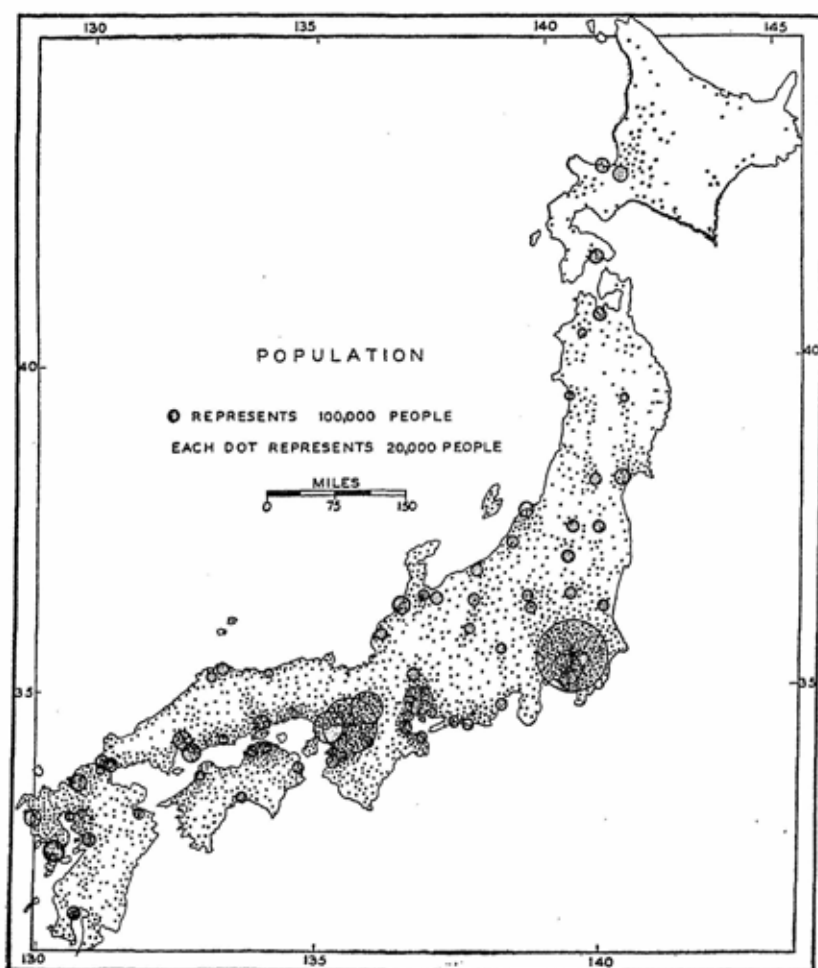 130 135 140 145
POPULATION
40 40
REPRESENTS 100,000 PEOPLE
EACH DOT REPRESENTS 20,000 PEOPLE
MILES
0 75 150
35 35
130 135 140